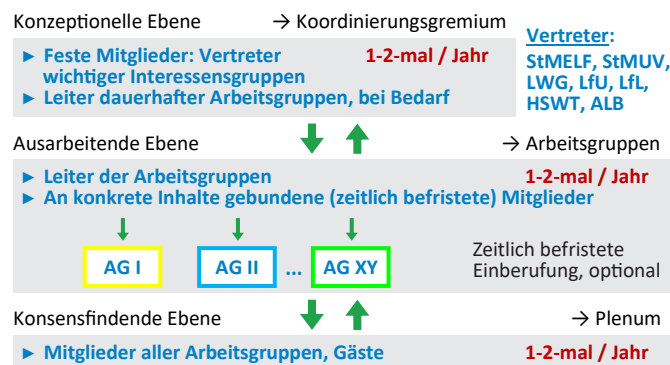 Konzeptionelle Ebene → Koordinierungsgremium
► Feste Mitglieder: Vertreter 1-2-mal / Jahr
wichtiger Interessensgruppen
► Leiter dauerhafter Arbeitsgruppen, bei Bedarf
Vertreter:
StMELF, StMUV,
LWG, LfU, LfL,
HSWT, ALB
Ausarbeitende Ebene → Arbeitsgruppen
► Leiter der Arbeitsgruppen 1-2-mal / Jahr
► An konkrete Inhalte gebundene (zeitlich befristete) Mitglieder
AG I AG II ... AG XY
Zeitlich befristete
Einberufung, optional
Konsensfindende Ebene → Plenum
► Mitglieder aller Arbeitsgruppen, Gäste 1-2-mal / Jahr